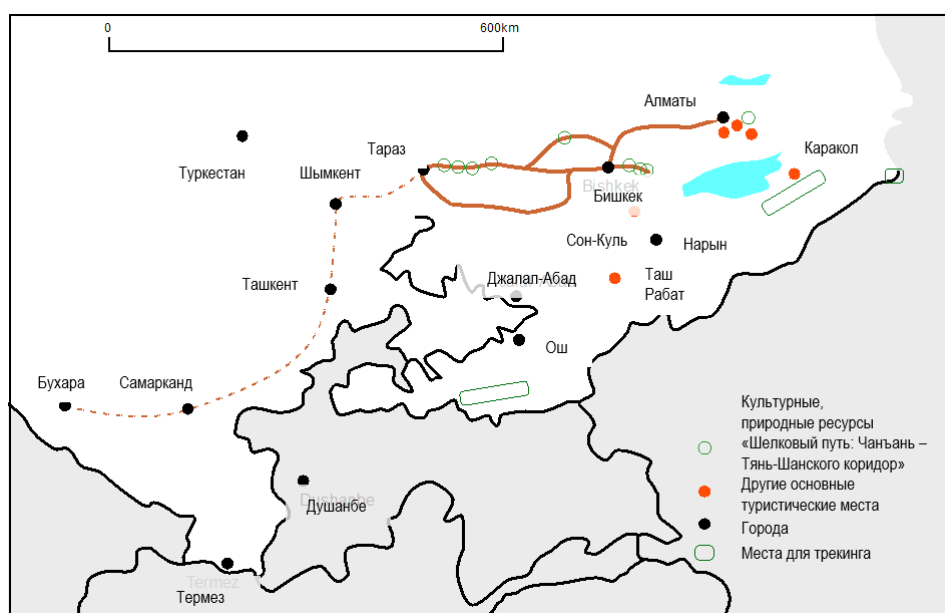 0
600km
Алматы
Тараз
Каракол
Туркестан
Шымкент
Bishkek
Бишкек
Сон-Куль
Нарын
Ташкент
Джалал-Абад
Таш
Рабат
Ош
Бухара
Самарканд
Культурные,
природные ресурсы
«Шелковый путь: Чанъань –
Тянь-Шанского коридор»
Другие основные
туристические места
Города
Места для трекинга
Dushanbe
Душанбе
Termez
Термез